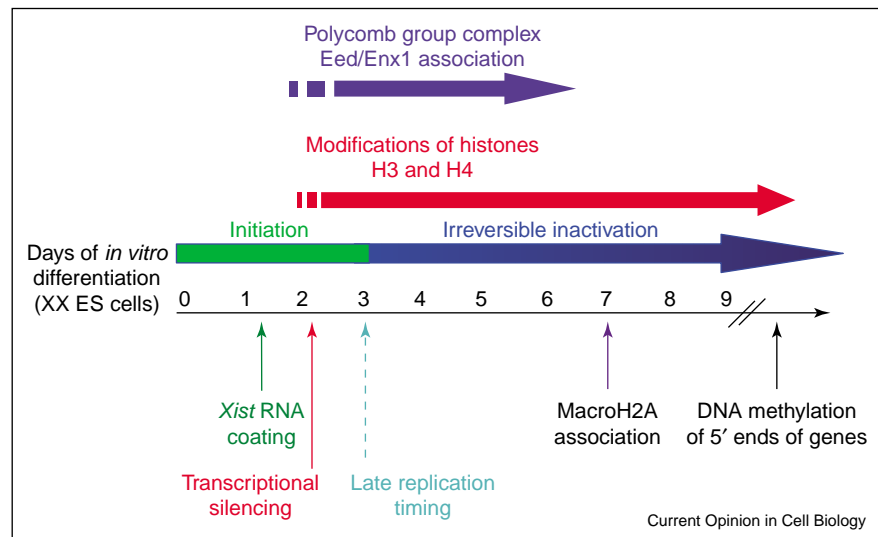 Polycomb group complex
Eed/Enx1 association
Modifications of histones
H3 and H4
Initiation
Irreversible inactivation
Days of in vitro
differentiation
(XX ES cells)
0 1 2 3 4 5 6 7 8 9
Xist RNA
coating
MacroH2A
association
DNA methylation
of 5′ ends of genes
Transcriptional
silencing
Late replication
timing
Current Opinion in Cell Biology